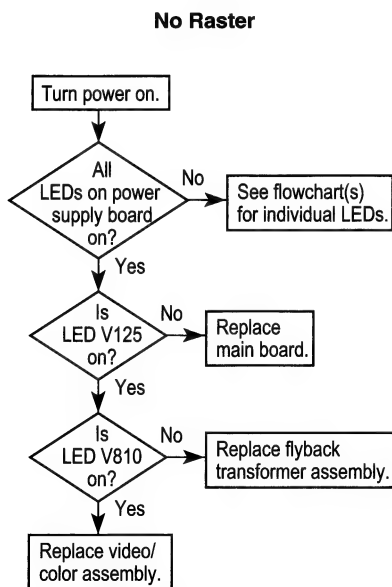 No Raster
Turn power on.
All
LEDs on power
supply board
on?
No
See flowchart(s)
for individual LEDs.
Yes
Is
LED V125
on?
No
Replace
main board.
Yes
Is
LED V810
on?
No
Replace flyback
transformer assembly.
Yes
Replace video/
color assembly.